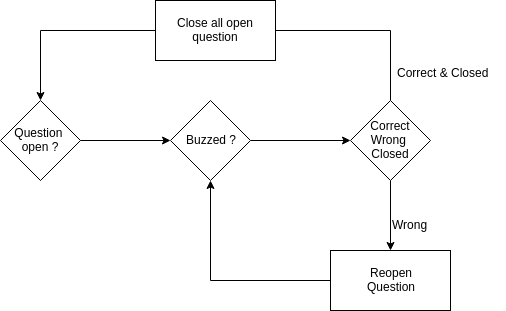 Close all open
question
Correct & Closed
Question
open ?
Buzzed ?
Correct
Wrong
Closed
Wrong
Reopen
Question